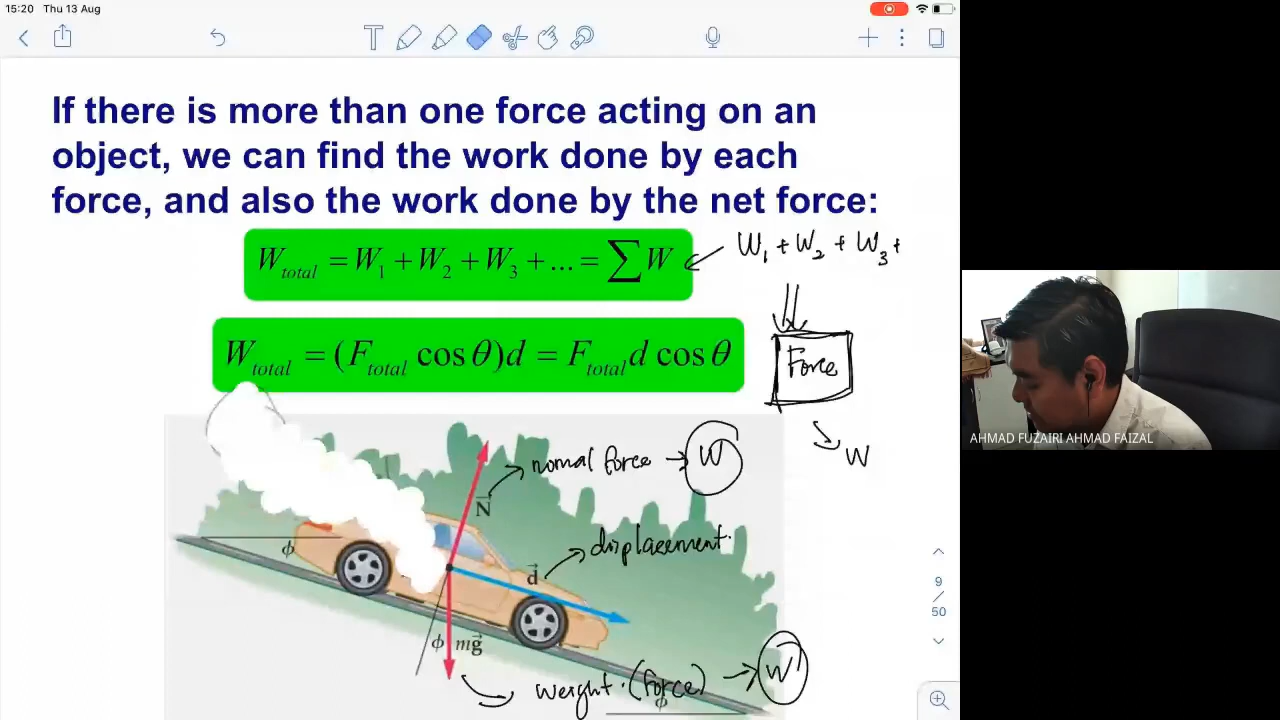 15:20 Thu 13 Aug
If there is more than one force acting on an
object, we can find the work done by each
force, and also the work done by the net force:
W_total = W_1 + W_2 + W_3 + ... = ∑ W
W_1 + W_2 + W_3 +
W_total = (F_total cos θ)d = F_total d cos θ
Force
W
normal force → W
N⃗
displacement
d⃗
ϕ
ϕ
mg⃗
weight (force) → W
ϕ
9
/
50
AHMAD FUZAIRI AHMAD FAIZAL